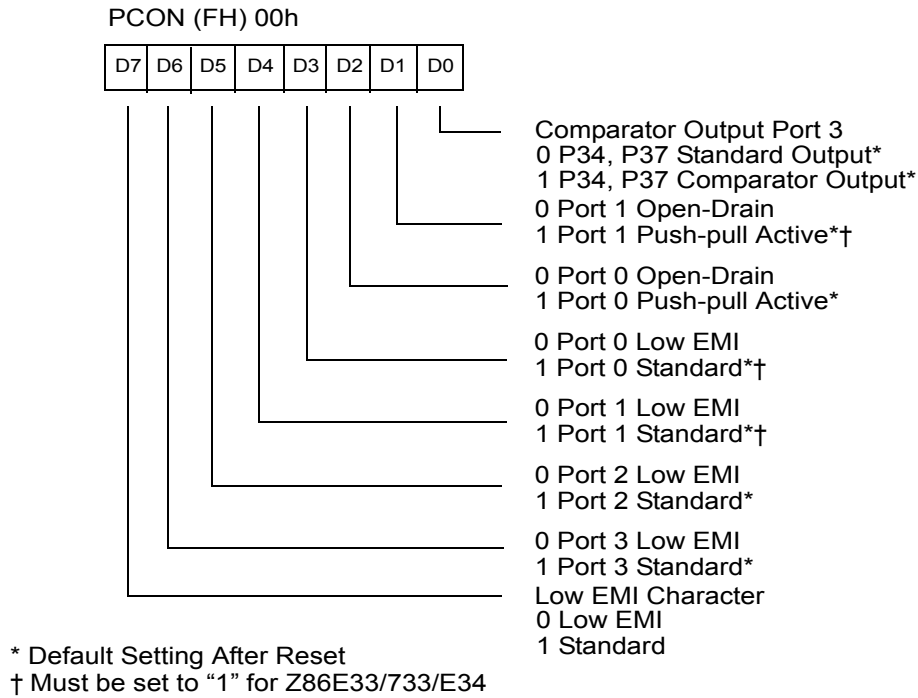 PCON (FH) 00h
D7 D6 D5 D4 D3 D2 D1 D0
Comparator Output Port 3
0 P34, P37 Standard Output*
1 P34, P37 Comparator Output*
0 Port 1 Open-Drain
1 Port 1 Push-pull Active*†
0 Port 0 Open-Drain
1 Port 0 Push-pull Active*
0 Port 0 Low EMI
1 Port 0 Standard*†
0 Port 1 Low EMI
1 Port 1 Standard*†
0 Port 2 Low EMI
1 Port 2 Standard*
0 Port 3 Low EMI
1 Port 3 Standard*
Low EMI Character
0 Low EMI
1 Standard
* Default Setting After Reset
† Must be set to “1” for Z86E33/733/E34